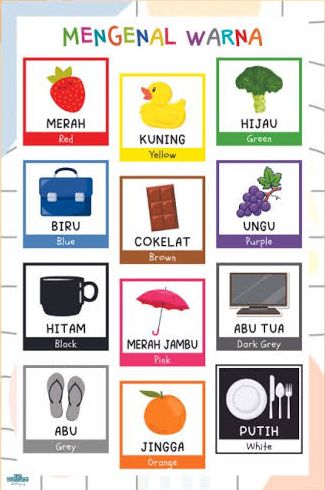 MENGENAL WARNA
MERAH
Red
KUNING
Yellow
HIJAU
Green
BIRU
Blue
COKELAT
Brown
UNGU
Purple
HITAM
Black
MERAH JAMBU
Pink
ABU TUA
Dark Grey
ABU
Grey
JINGGA
Orange
PUTIH
White